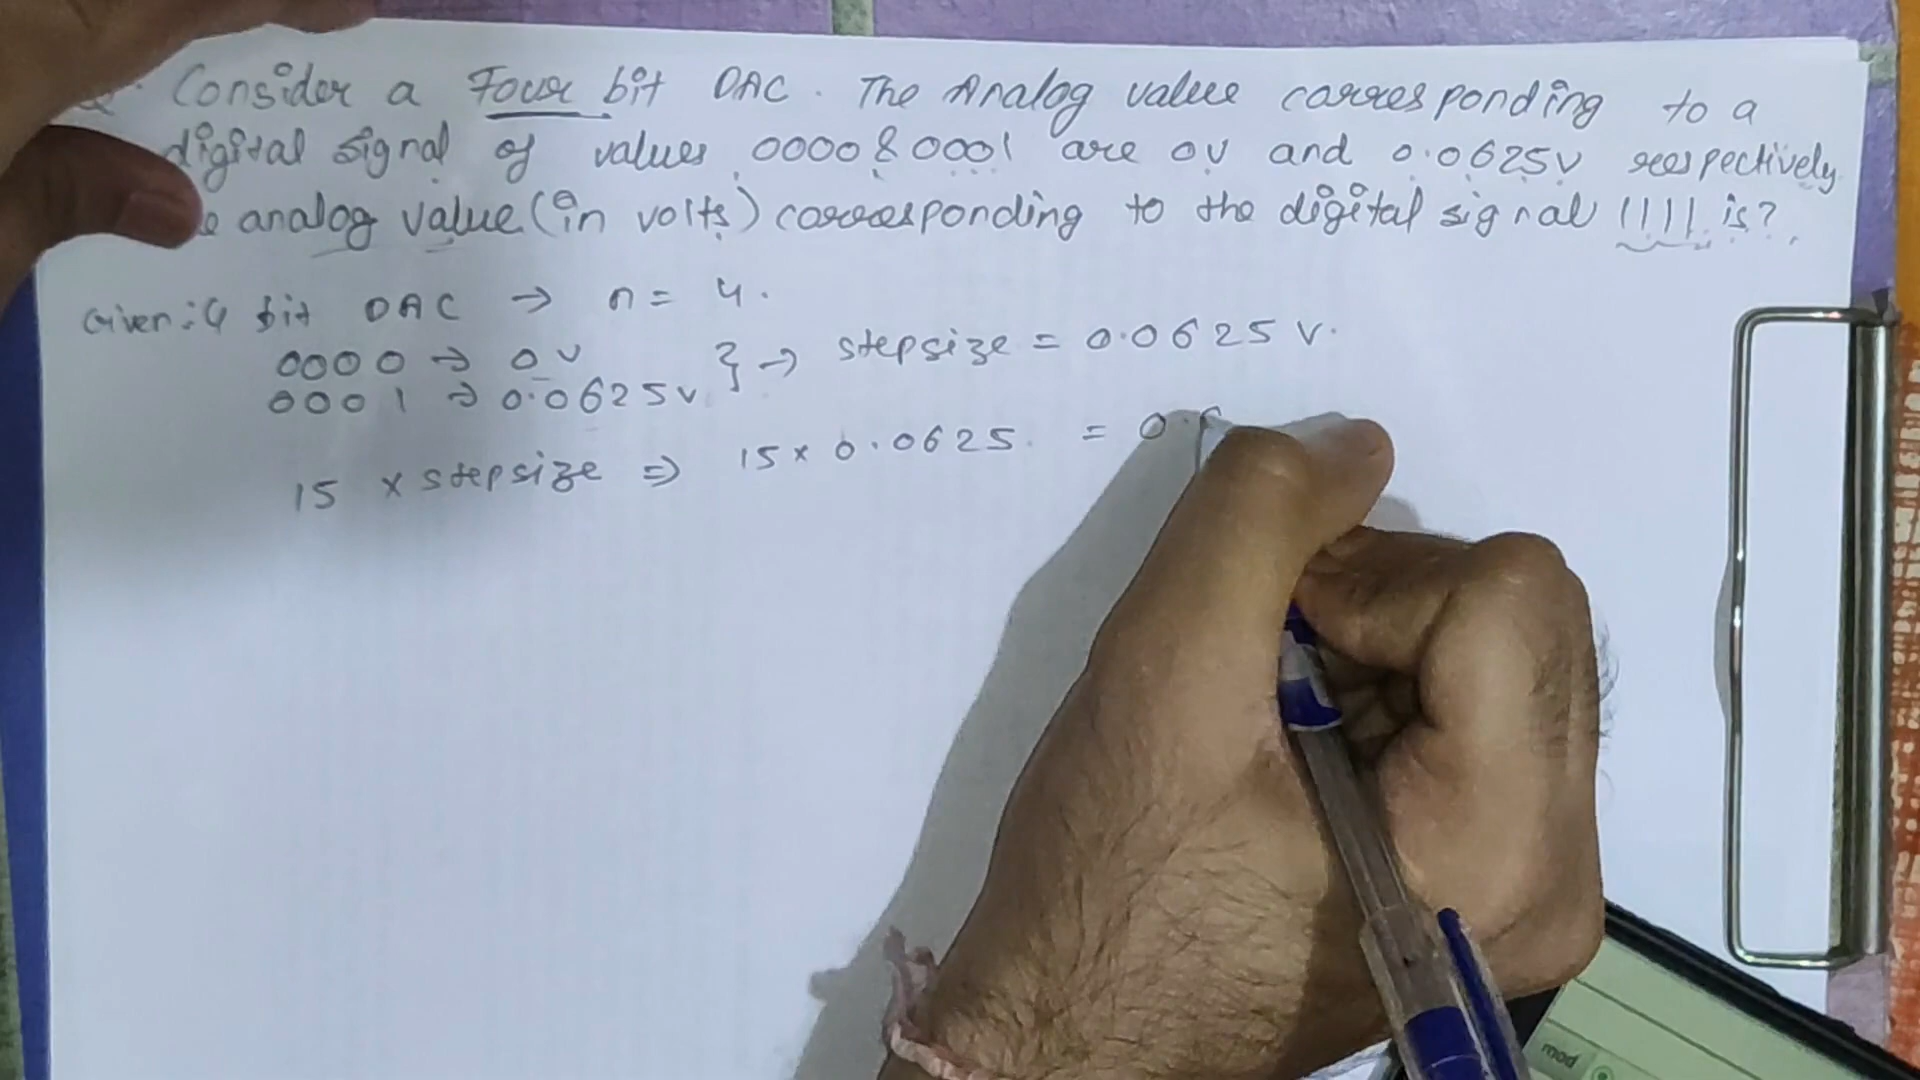 Consider a Four bit DAC. The Analog value corresponding to a
digital signal of values 0000 & 0001 are 0V and 0.0625V respectively
analog value (in volts) corresponding to the digital signal 1111 is?
Given: 4 bit DAC → n = 4.
0000 → 0V } → stepsize = 0.0625 V.
0001 → 0.0625V
15 × stepsize ⇒ 15 × 0.0625 = 0.
mod